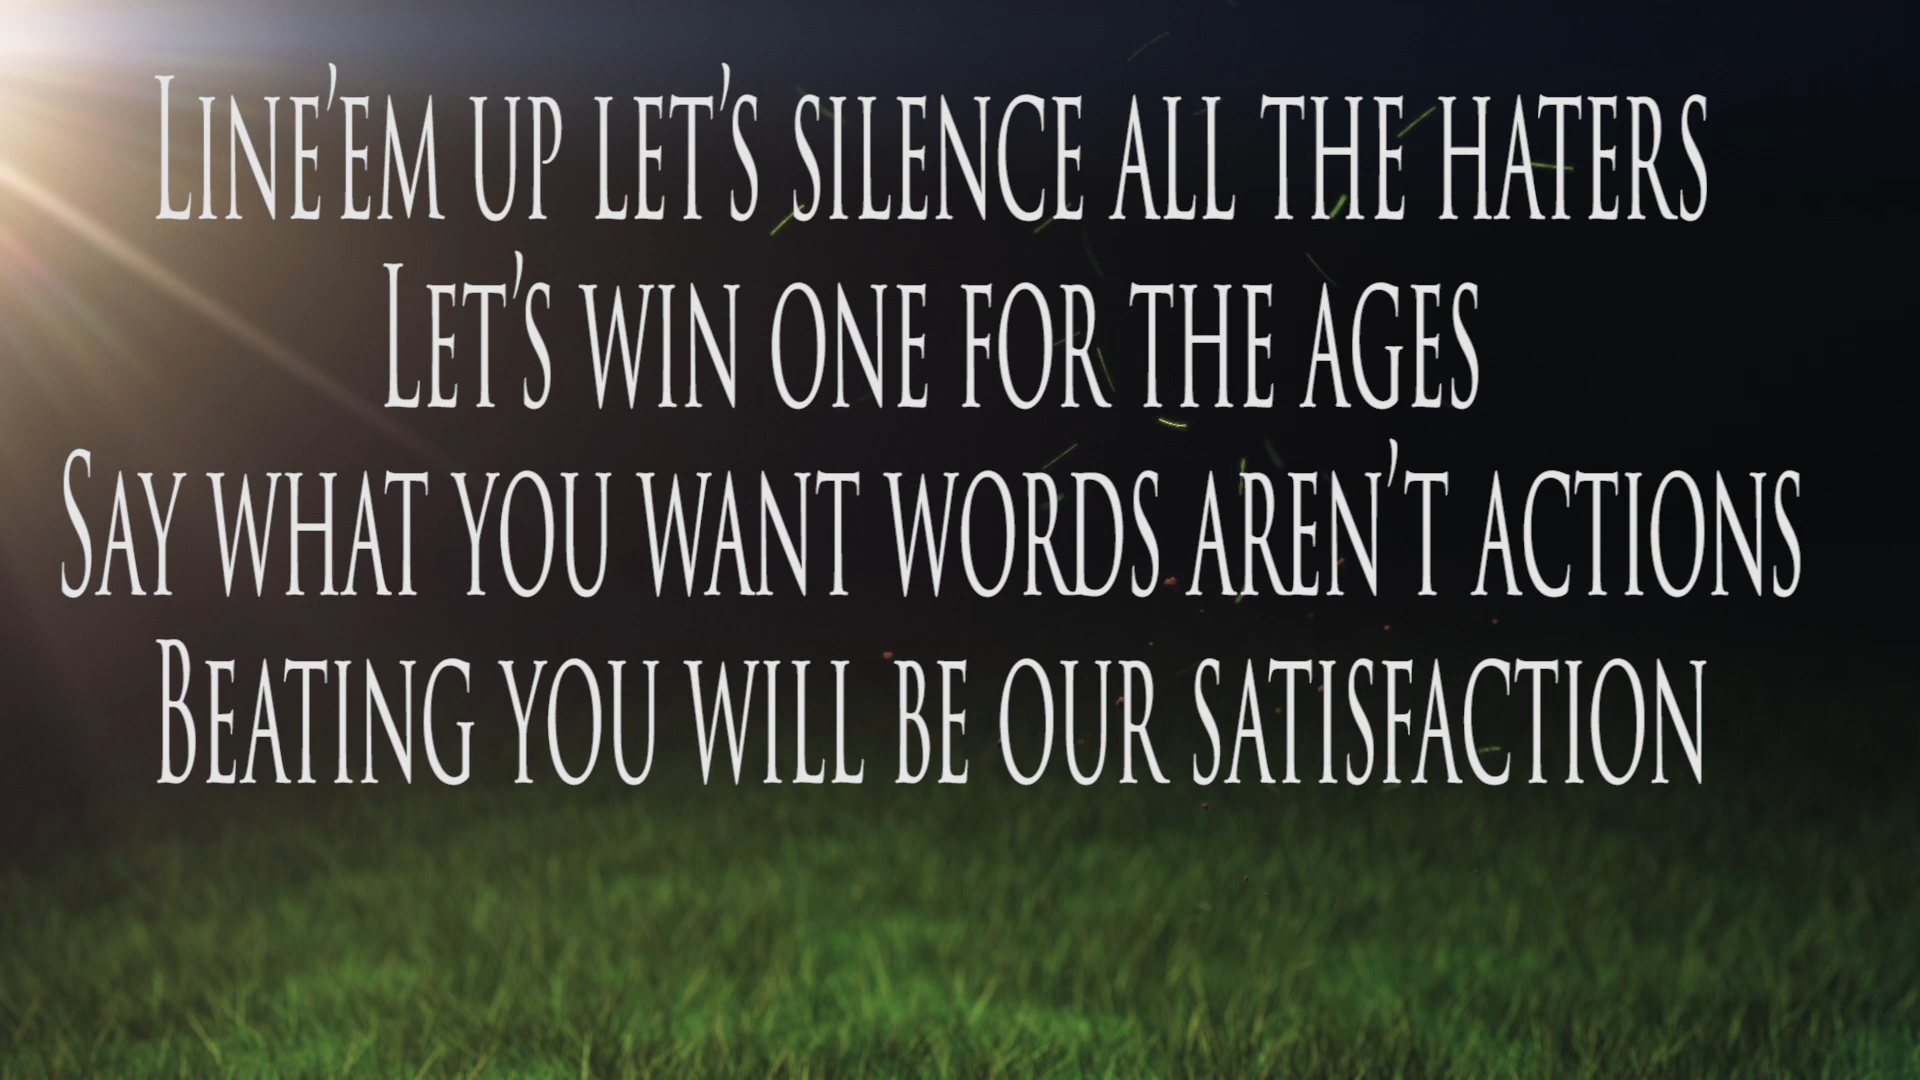 Line'em up let's silence all the haters
Let's win one for the ages
Say what you want words aren't actions
Beating you will be our satisfaction